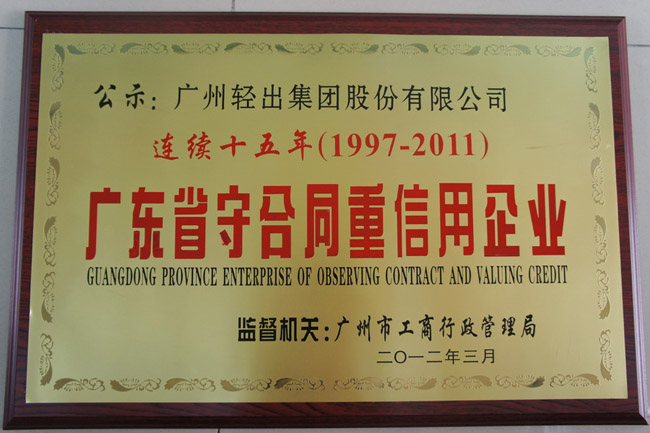 公示：广州轻出集团股份有限公司
连续十五年(1997-2011)
广东省守合同重信用企业
GUANGDONG PROVINCE ENTERPRISE OF OBSERVING CONTRACT AND VALUING CREDIT
监督机关：广州市工商行政管理局
二〇一二年三月